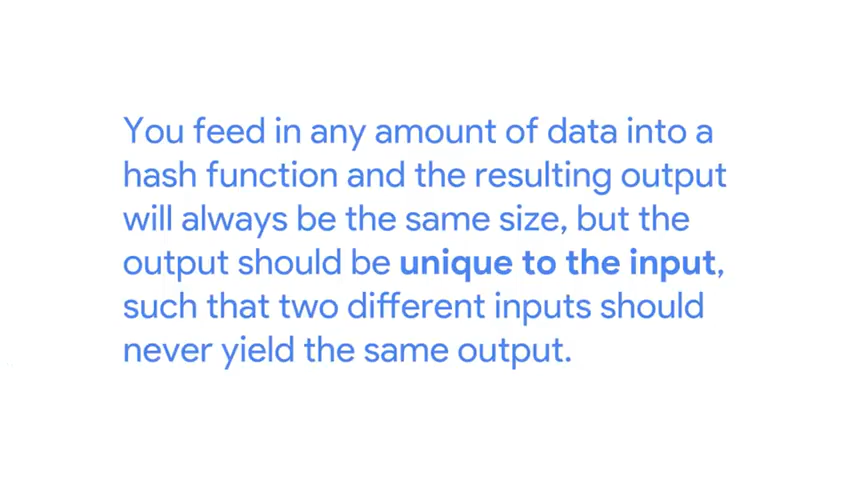 You feed in any amount of data into a
hash function and the resulting output
will always be the same size, but the
output should be unique to the input,
such that two different inputs should
never yield the same output.